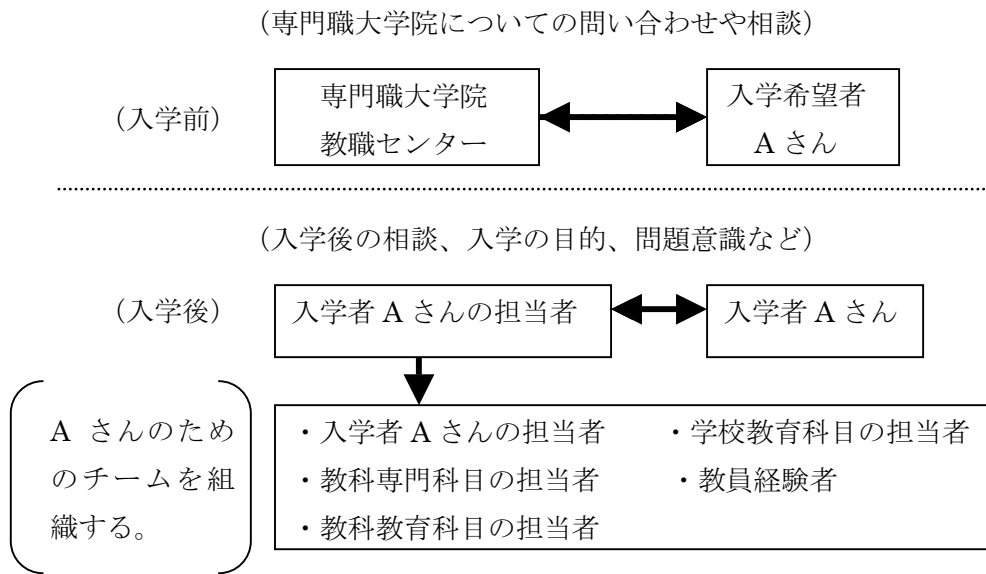 (専門職大学院についての問い合わせや相談)
(入学前)
専門職大学院
教職センター
入学希望者
A さん
(入学後の相談、入学の目的、問題意識など)
(入学後)
入学者 A さんの担当者
入学者 A さん
A さんのため
のチームを組
織する。
・入学者 A さんの担当者
・学校教育科目の担当者
・教科専門科目の担当者
・教員経験者
・教科教育科目の担当者